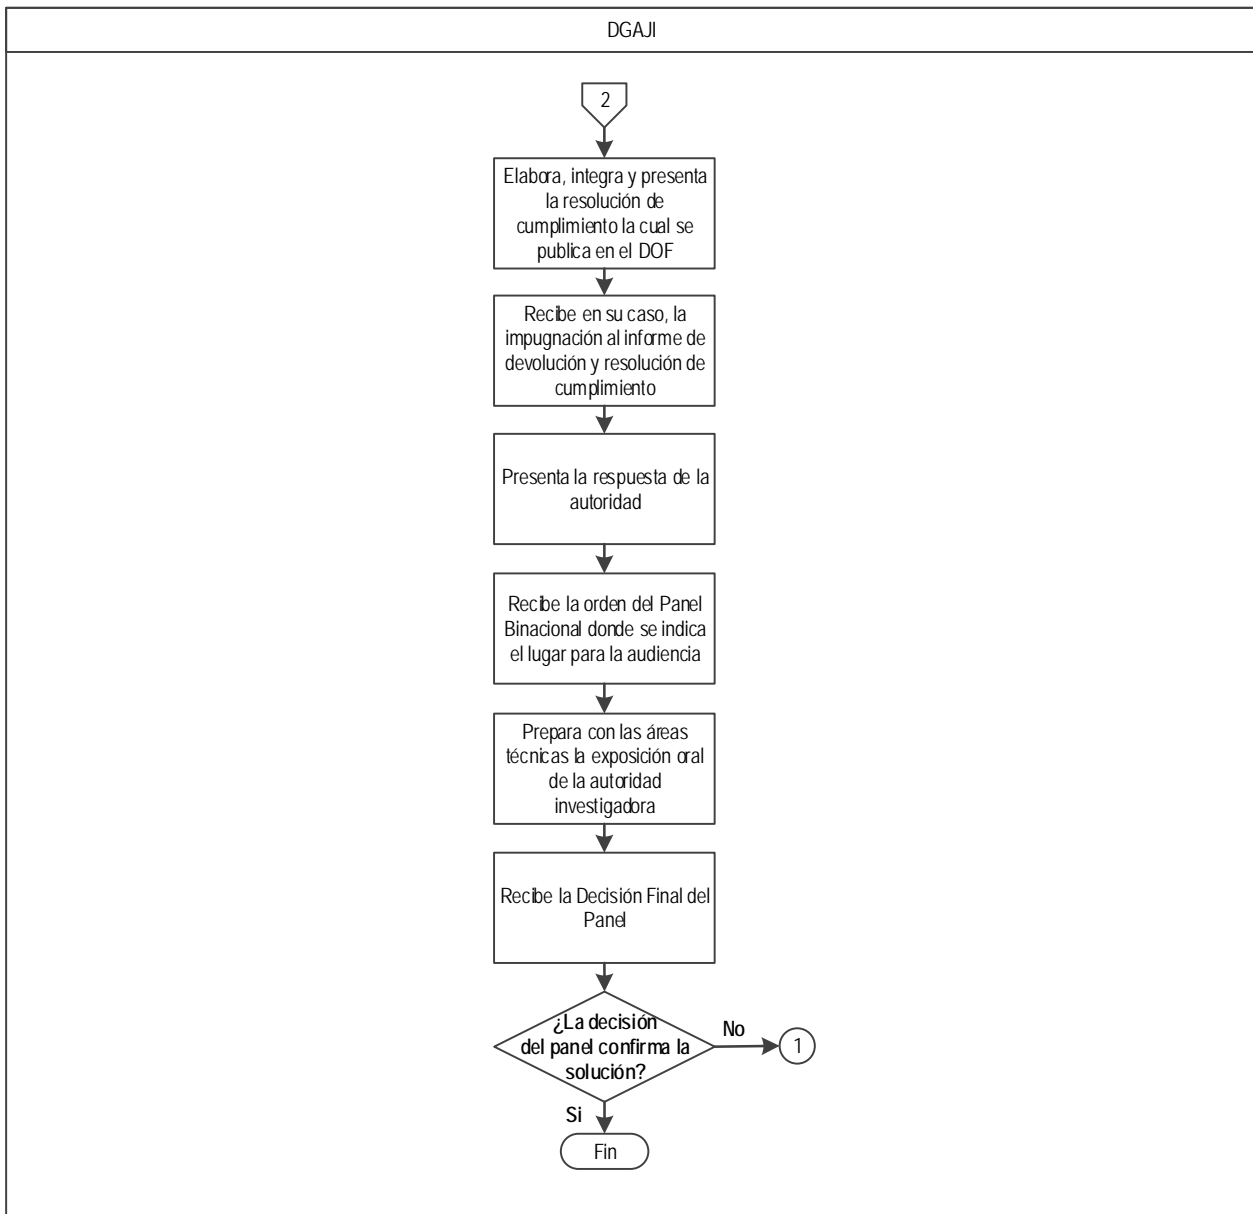 DGAJI
2
Elabora, integra y presenta
la resolución de
cumplimiento la cual se
publica en el DOF
Recibe en su caso, la
impugnación al informe de
devolución y resolución de
cumplimiento
Presenta la respuesta de la
autoridad
Recibe la orden del Panel
Binacional donde se indica
el lugar para la audiencia
Prepara con las áreas
técnicas la exposición oral
de la autoridad
investigadora
Recibe la Decisión Final del
Panel
¿La decisión
del panel confirma la
solución?
No
1
Si
Fin